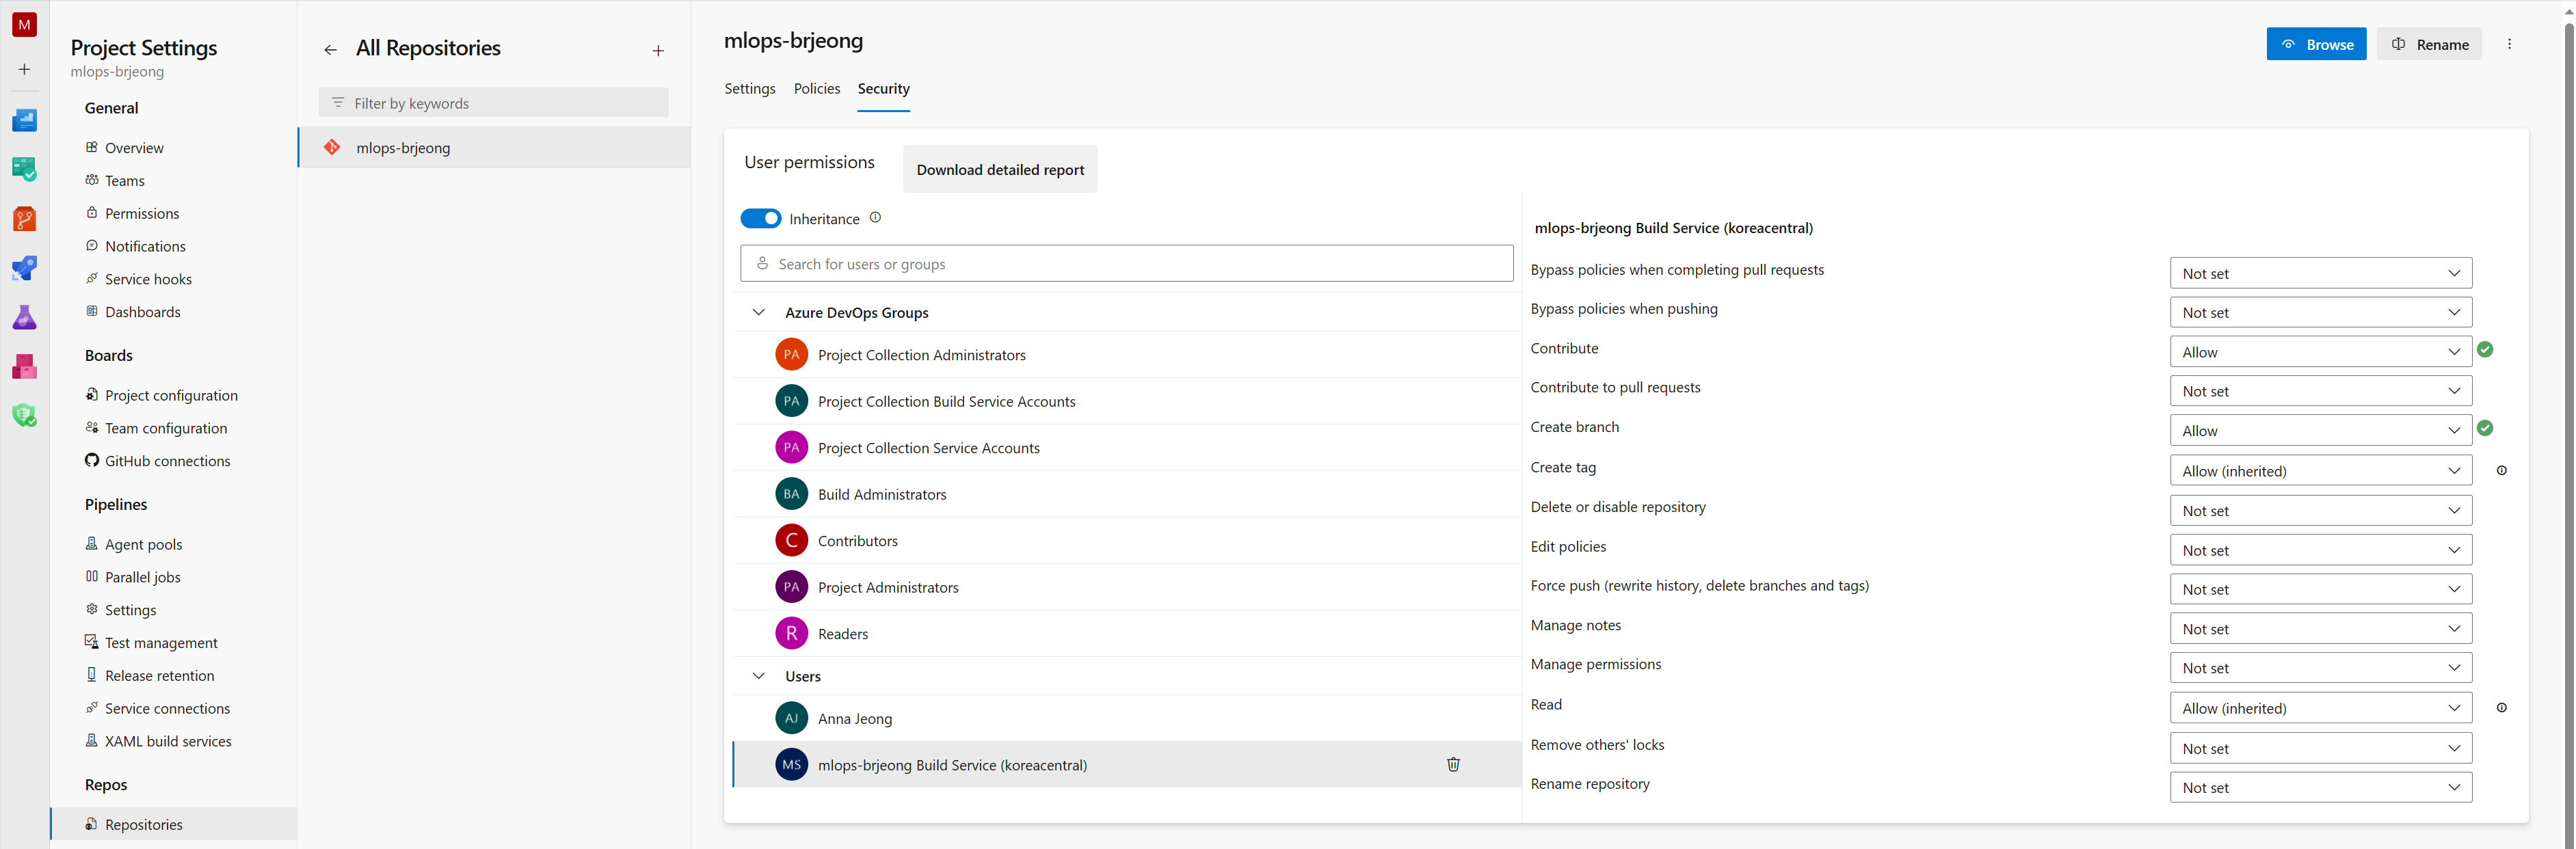 M
Project Settings
mlops-brjeong
General
Overview
Teams
Permissions
Notifications
Service hooks
Dashboards
Boards
Project configuration
Team configuration
GitHub connections
Pipelines
Agent pools
Parallel jobs
Settings
Test management
Release retention
Service connections
XAML build services
Repos
Repositories
All Repositories
Filter by keywords
mlops-brjeong
mlops-brjeong
Browse
Rename
Settings Policies Security
User permissions
Download detailed report
Inheritance
Search for users or groups
Azure DevOps Groups
PA Project Collection Administrators
PA Project Collection Build Service Accounts
PA Project Collection Service Accounts
BA Build Administrators
C Contributors
PA Project Administrators
R Readers
Users
AJ Anna Jeong
MS mlops-brjeong Build Service (koreacentral)
mlops-brjeong Build Service (koreacentral)
Bypass policies when completing pull requests Not set
Bypass policies when pushing Not set
Contribute Allow
Contribute to pull requests Not set
Create branch Allow
Create tag Allow (inherited)
Delete or disable repository Not set
Edit policies Not set
Force push (rewrite history, delete branches and tags) Not set
Manage notes Not set
Manage permissions Not set
Read Allow (inherited)
Remove others' locks Not set
Rename repository Not set